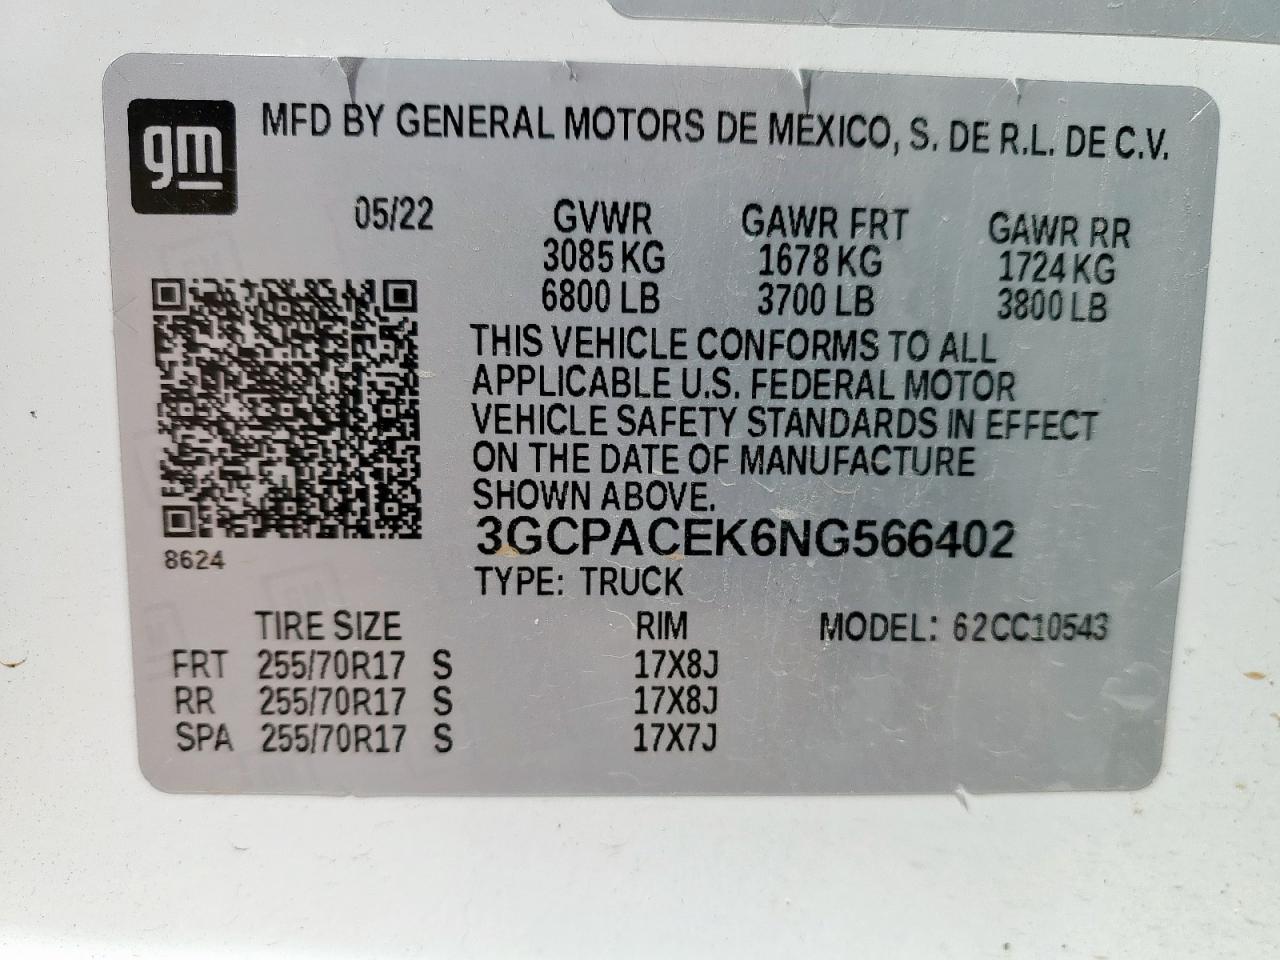 gm
MFD BY GENERAL MOTORS DE MEXICO, S. DE R.L. DE C.V.
05/22 GVWR GAWR FRT GAWR RR
3085 KG 1678 KG 1724 KG
6800 LB 3700 LB 3800 LB
THIS VEHICLE CONFORMS TO ALL
APPLICABLE U.S. FEDERAL MOTOR
VEHICLE SAFETY STANDARDS IN EFFECT
ON THE DATE OF MANUFACTURE
SHOWN ABOVE.
3GCPACEK6NG566402
8624
TYPE: TRUCK
TIRE SIZE RIM MODEL: 62CC10543
FRT 255/70R17 S 17X8J
RR 255/70R17 S 17X8J
SPA 255/70R17 S 17X7J